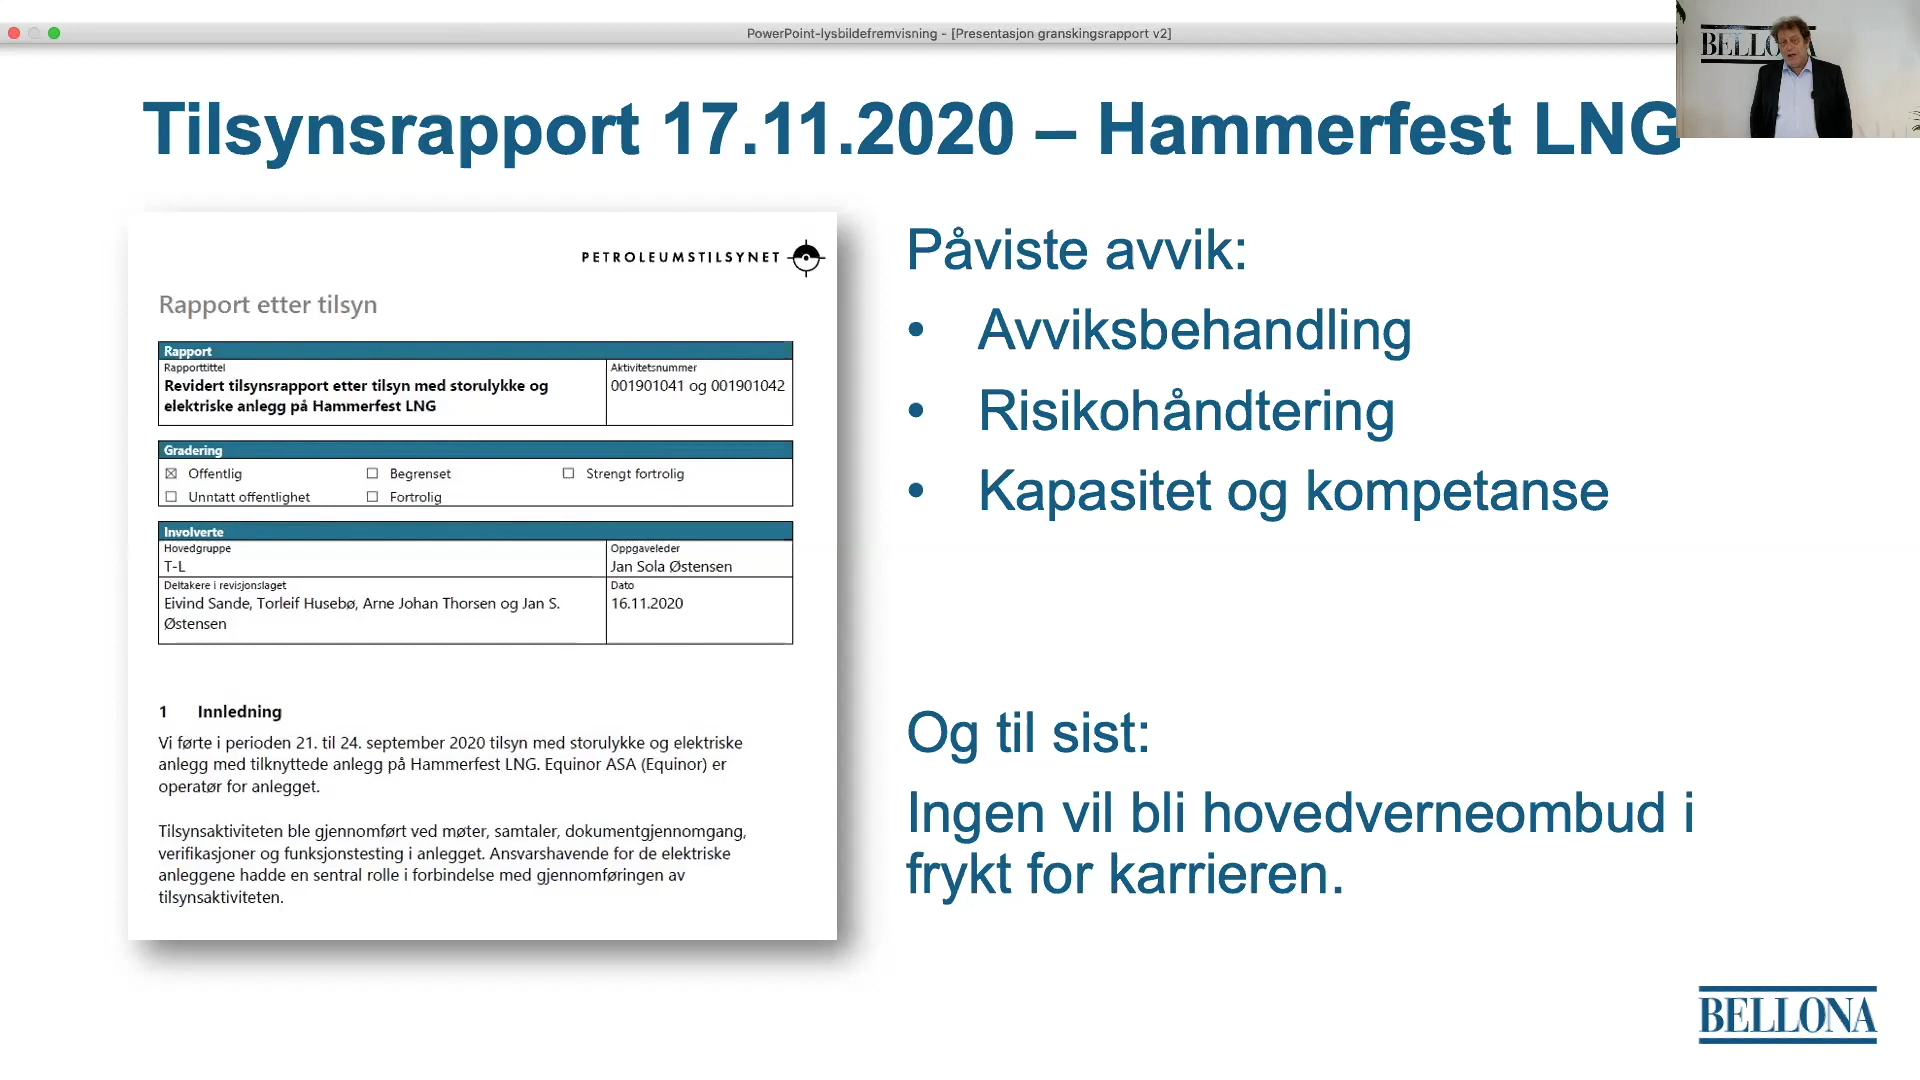 PowerPoint-lysbildefremvisning - [Presentasjon granskingsrapport v2]
BELLONA
Tilsynsrapport 17.11.2020 – Hammerfest LNG
PETROLEUMSTILSYNET
Rapport etter tilsyn
Rapport
Rapporttittel
Revidert tilsynsrapport etter tilsyn med storulykke og
elektriske anlegg på Hammerfest LNG
Aktivitetsnummer
001901041 og 001901042
Gradering
☒ Offentlig ☐ Begrenset ☐ Strengt fortrolig
☐ Unntatt offentlighet ☐ Fortrolig
Involverte
Hovedgruppe
T-L
Oppgaveleder
Jan Sola Østensen
Deltakere i revisjonslaget
Eivind Sande, Torleif Husebø, Arne Johan Thorsen og Jan S.
Østensen
Dato
16.11.2020
1 Innledning
Vi førte i perioden 21. til 24. september 2020 tilsyn med storulykke og elektriske
anlegg med tilknyttede anlegg på Hammerfest LNG. Equinor ASA (Equinor) er
operatør for anlegget.
Tilsynsaktiviteten ble gjennomført ved møter, samtaler, dokumentgjennomgang,
verifikasjoner og funksjonstesting i anlegget. Ansvarshavende for de elektriske
anleggene hadde en sentral rolle i forbindelse med gjennomføringen av
tilsynsaktiviteten.
Påviste avvik:
• Avviksbehandling
• Risikohåndtering
• Kapasitet og kompetanse
Og til sist:
Ingen vil bli hovedverneombud i
frykt for karrieren.
BELLONA